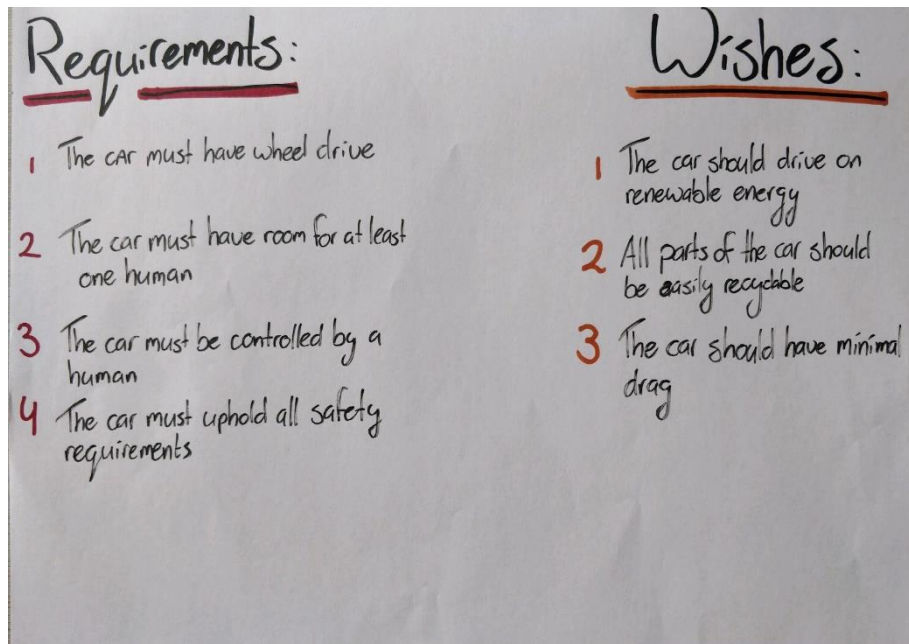 Requirements:
1 The car must have wheel drive
2 The car must have room for at least
one human
3 The car must be controlled by a
human
4 The car must uphold all safety
requirements
Wishes:
1 The car should drive on
renewable energy
2 All parts of the car should
be easily recyclable
3 The car should have minimal
drag